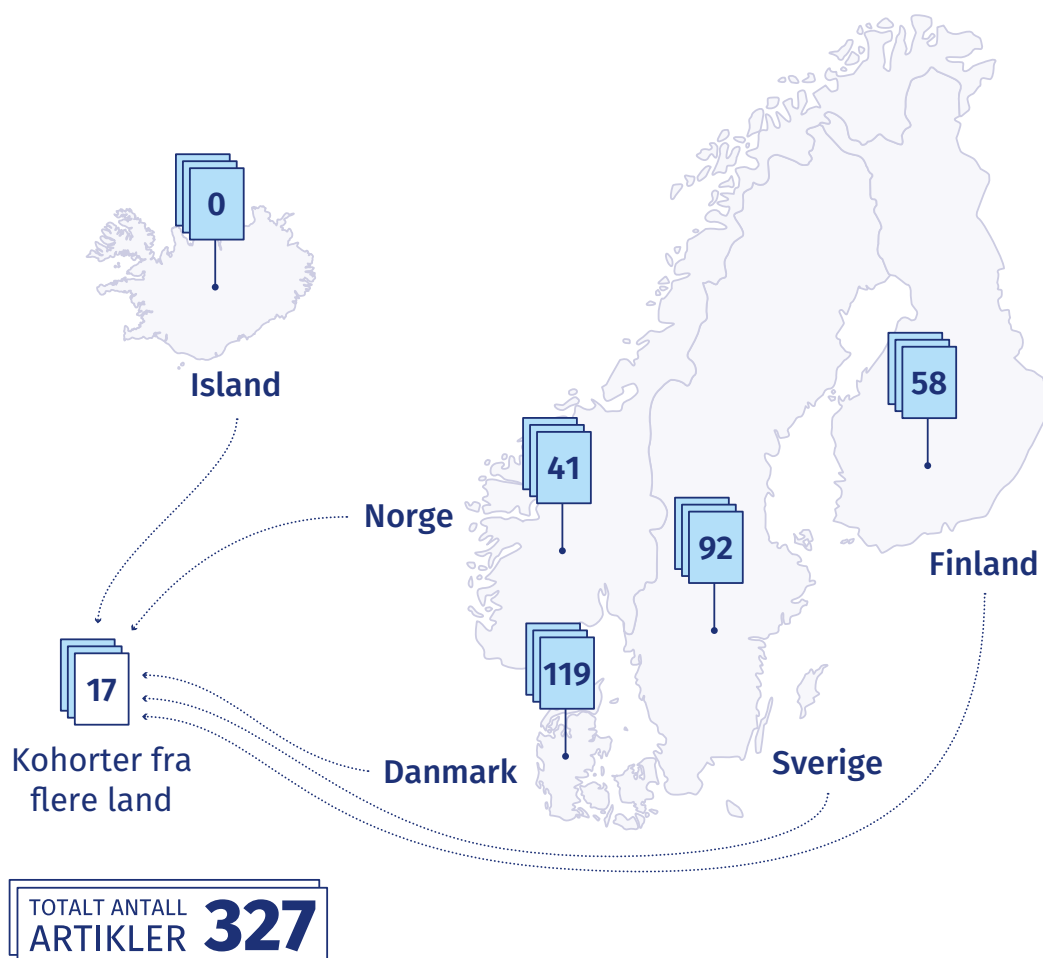 0
Island
58
41
Norge
92
Finland
119
17
Kohorter fra
flere land
Danmark
Sverige
TOTALT ANTALL
ARTIKLER
327